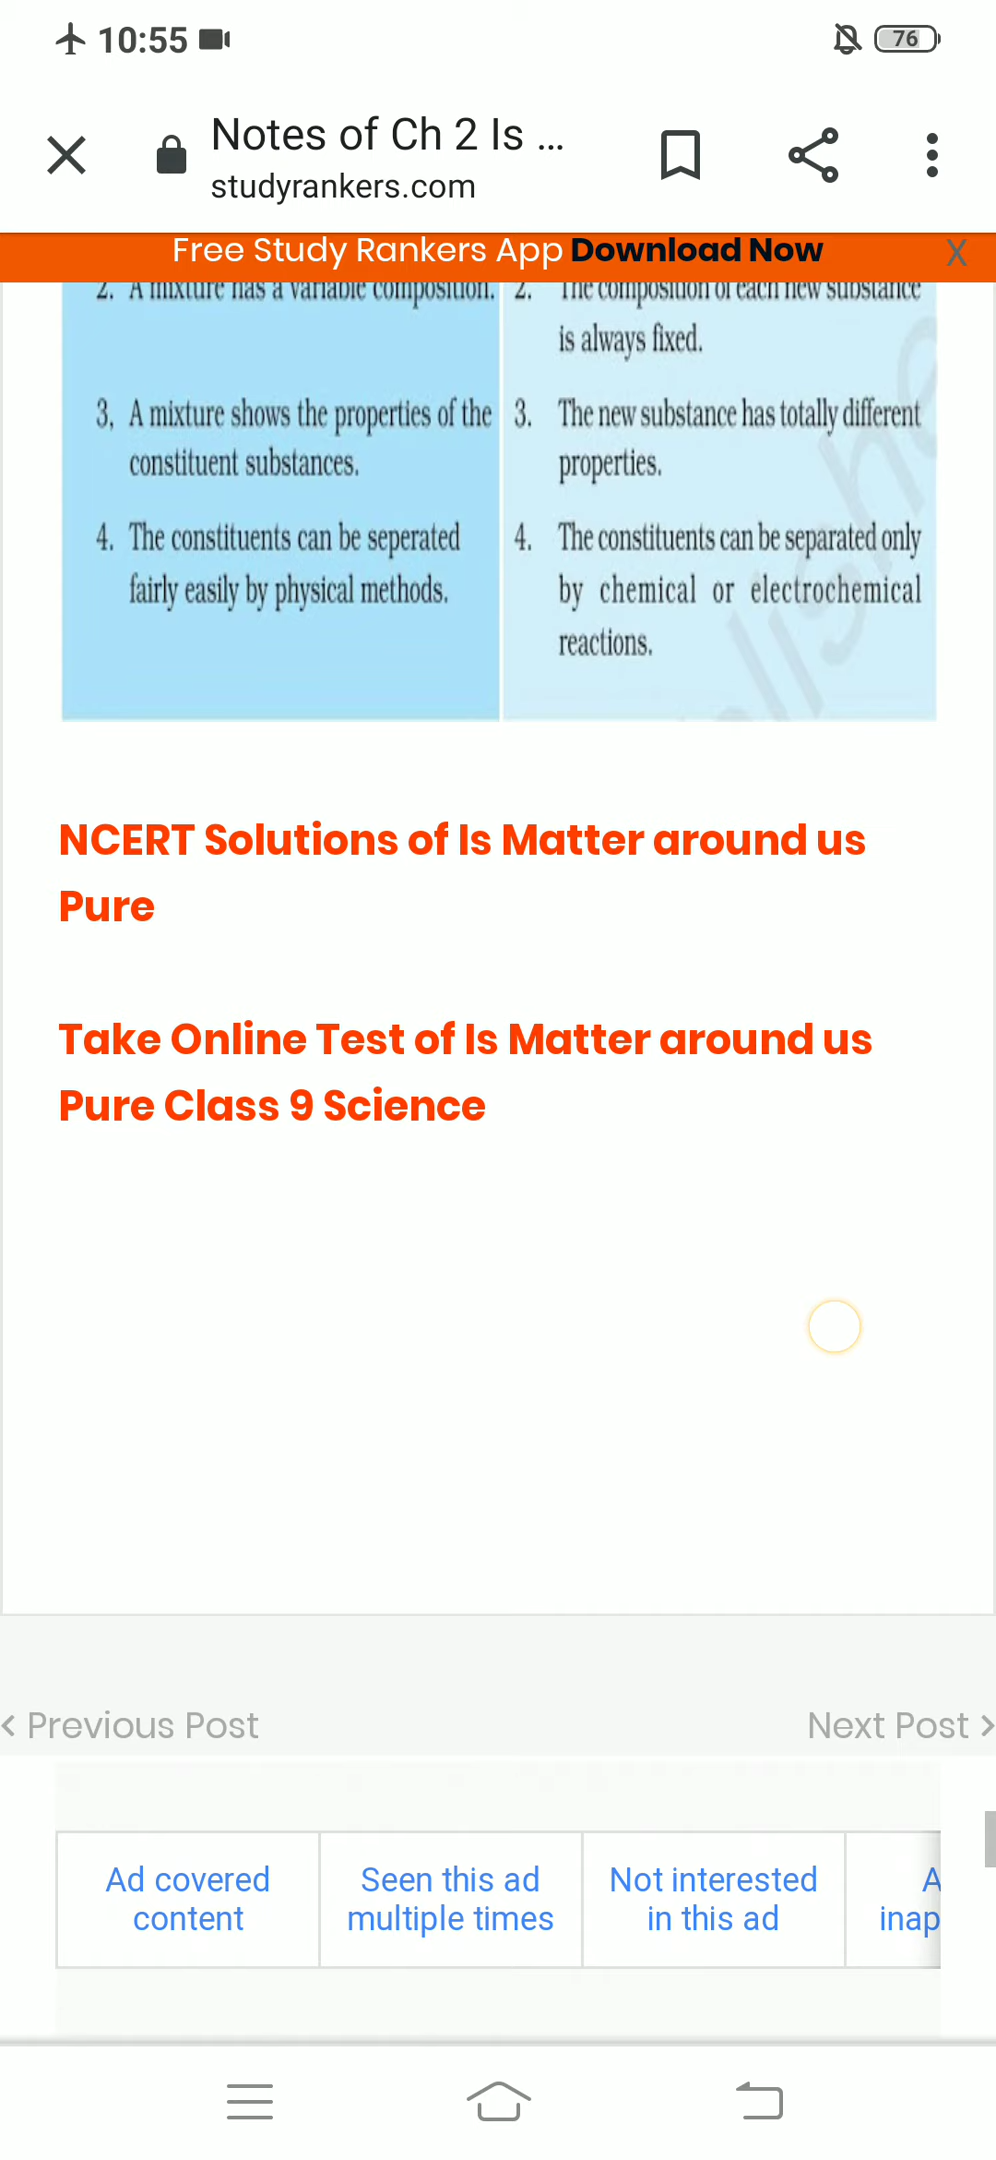 10:55
76
Notes of Ch 2 Is ...
studyrankers.com
Free Study Rankers App Download Now X
2. A mixture has a variable composition.
2. The composition of each new substance
is always fixed.
3, A mixture shows the properties of the
constituent substances.
3. The new substance has totally different
properties.
4. The constituents can be seperated
fairly easily by physical methods.
4. The constituents can be separated only
by chemical or electrochemical
reactions.
NCERT Solutions of Is Matter around us
Pure
Take Online Test of Is Matter around us
Pure Class 9 Science
< Previous Post
Next Post >
Ad covered
content
Seen this ad
multiple times
Not interested
in this ad
A
inap